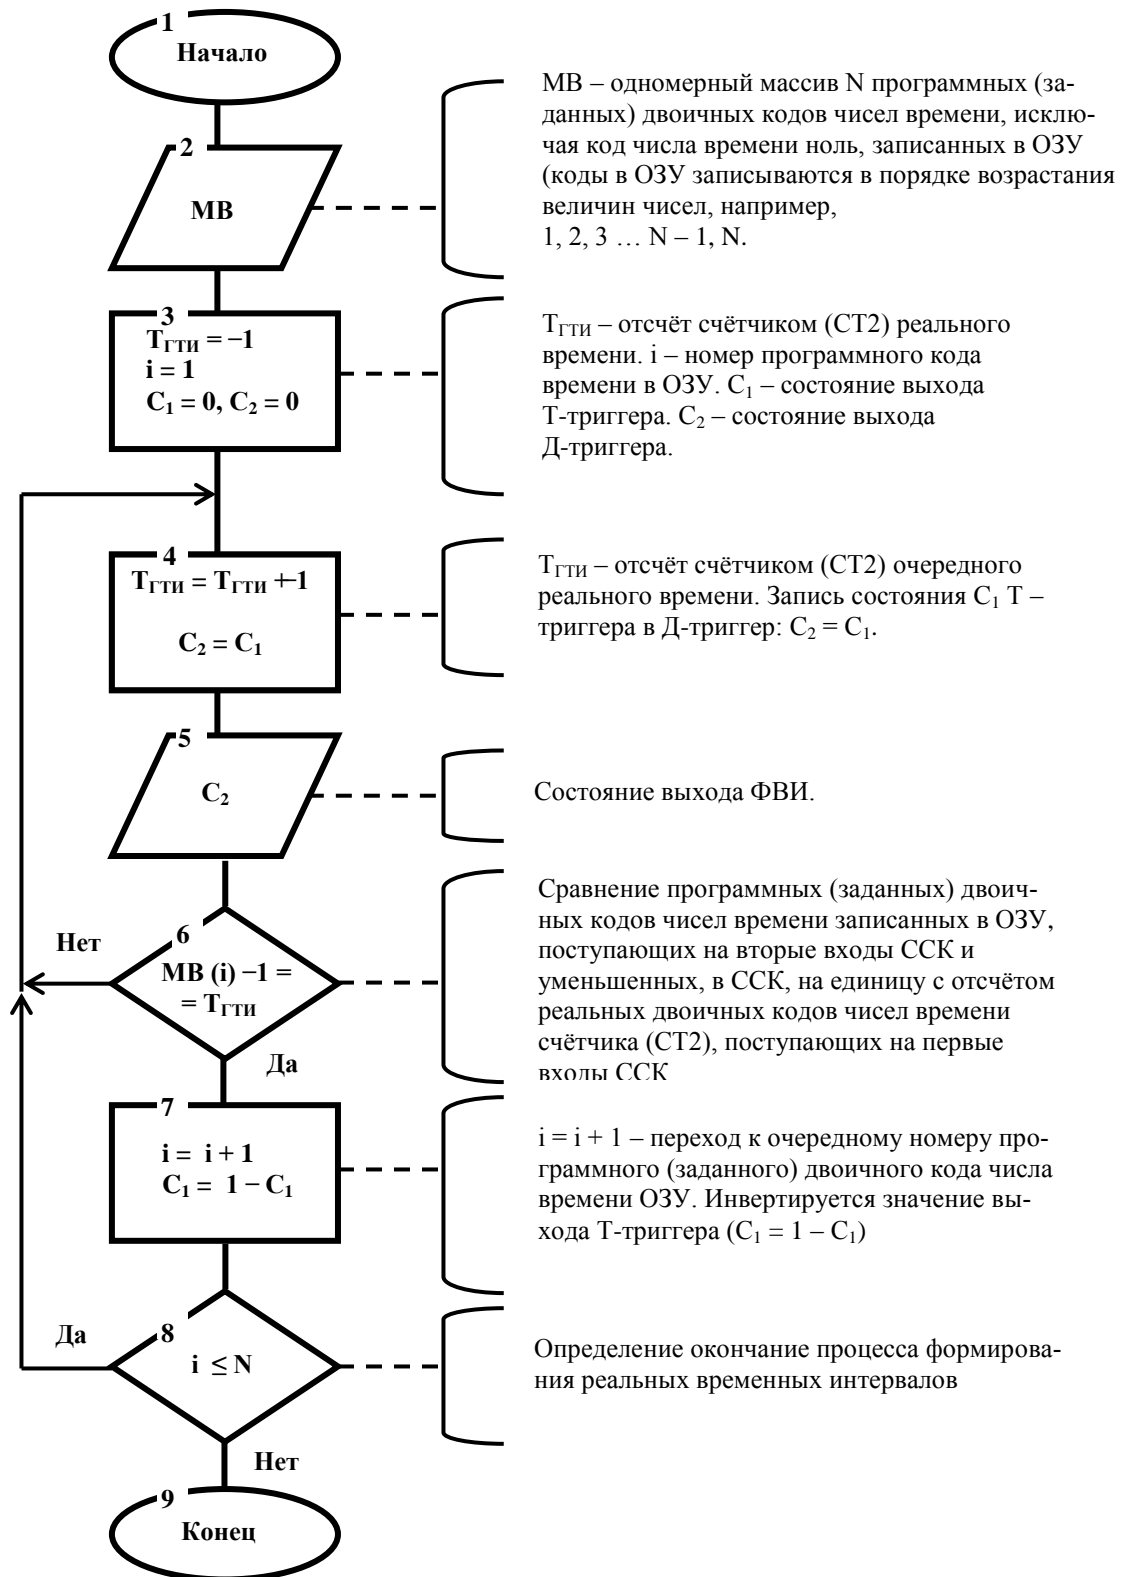 1
Начало
МВ – одномерный массив N программных (за-
данных) двоичных кодов чисел времени, исклю-
чая код числа времени ноль, записанных в ОЗУ
(коды в ОЗУ записываются в порядке возрастания
величин чисел, например,
1, 2, 3 … N – 1, N.
2
МВ
3
TГТИ = −1
i = 1
C1 = 0, C2 = 0
TГТИ – отсчёт счётчиком (СТ2) реального
времени. i – номер программного кода
времени в ОЗУ. C1 – состояние выхода
Т-триггера. C2 – состояние выхода
Д-триггера.
4
TГТИ = TГТИ +1
C2 = C1
TГТИ – отсчёт счётчиком (СТ2) очередного
реального времени. Запись состояния C1 Т –
триггера в Д-триггер: C2 = C1.
5
C2
Состояние выхода ФВИ.
6
Нет
МВ (i) −1 =
= TГТИ
Да
Сравнение программных (заданных) двоич-
ных кодов чисел времени записанных в ОЗУ,
поступающих на вторые входы ССК и
уменьшенных, в ССК, на единицу с отсчётом
реальных двоичных кодов чисел времени
счётчика (СТ2), поступающих на первые
входы ССК
7
i = i + 1
C1 = 1 − C1
i = i + 1 – переход к очередному номеру про-
граммного (заданного) двоичного кода числа
времени ОЗУ. Инвертируется значение вы-
хода Т-триггера (C1 = 1 – C1)
8
Да
i ≤ N
Нет
Определение окончание процесса формирова-
ния реальных временных интервалов
9
Конец